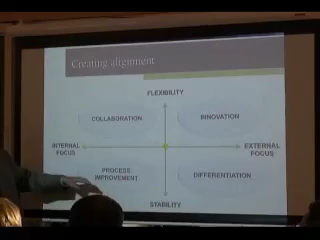 Creating alignment
FLEXIBILITY
COLLABORATION
INNOVATION
INTERNAL
FOCUS
EXTERNAL
FOCUS
PROCESS
IMPROVEMENT
DIFFERENTIATION
STABILITY